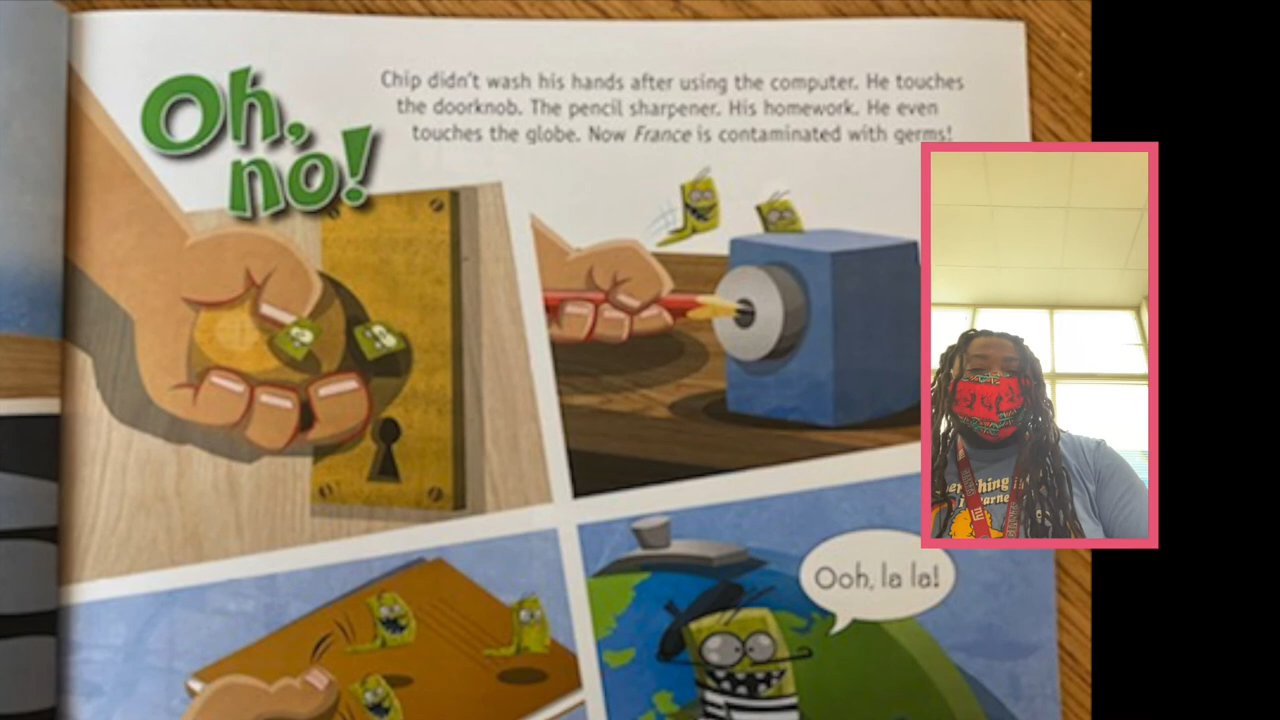 Oh,
no!
Chip didn't wash his hands after using the computer. He touches
the doorknob. The pencil sharpener. His homework. He even
touches the globe. Now France is contaminated with germs!
Ooh, la la!